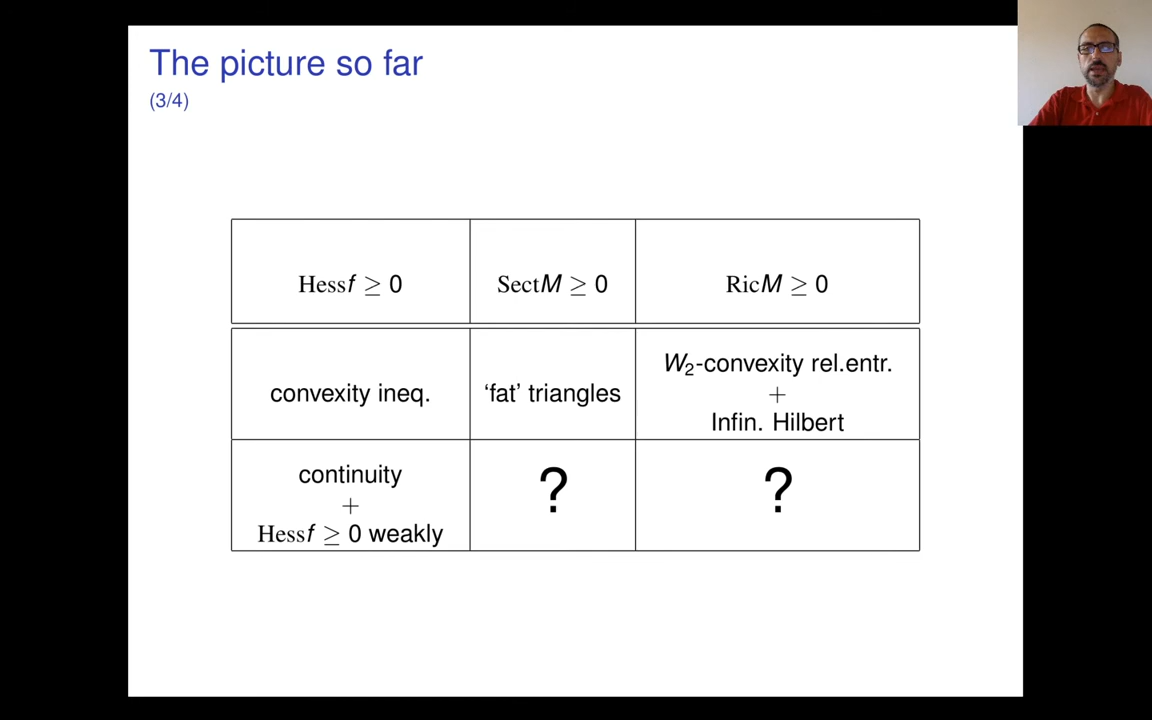 The picture so far
(3/4)
Hessf ≥ 0
SectM ≥ 0
RicM ≥ 0
convexity ineq.
‘fat’ triangles
W₂-convexity rel.entr.
+
Infin. Hilbert
continuity
+
Hessf ≥ 0 weakly
?
?